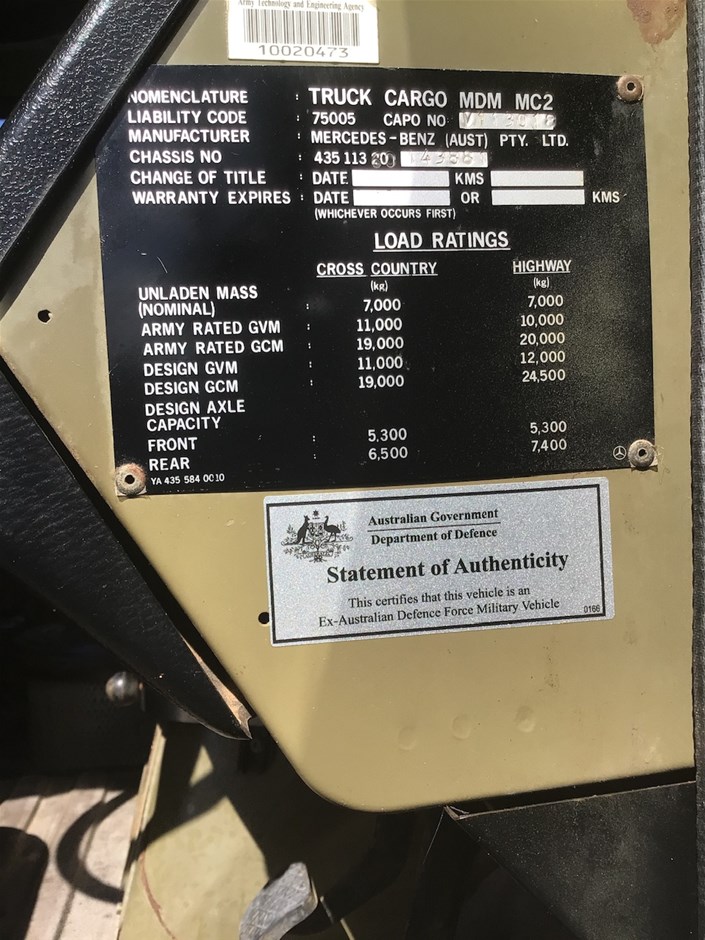 Army Technology and Engineering Agency
10020473
NOMENCLATURE : TRUCK CARGO MDM MC2
LIABILITY CODE : 75005 CAPO NO
MANUFACTURER : MERCEDES-BENZ (AUST) PTY. LTD.
CHASSIS NO : 435 113 20
CHANGE OF TITLE : DATE KMS
WARRANTY EXPIRES : DATE OR KMS
(WHICHEVER OCCURS FIRST)
LOAD RATINGS
CROSS COUNTRY HIGHWAY
(kg) (kg)
UNLADEN MASS
(NOMINAL) : 7,000 7,000
ARMY RATED GVM : 11,000 10,000
ARMY RATED GCM : 19,000 20,000
DESIGN GVM : 11,000 12,000
DESIGN GCM : 19,000 24,500
DESIGN AXLE
CAPACITY
FRONT : 5,300 5,300
REAR : 6,500 7,400
YA 435 584 0010
Australian Government
Department of Defence
Statement of Authenticity
This certifies that this vehicle is an
Ex-Australian Defence Force Military Vehicle 0166